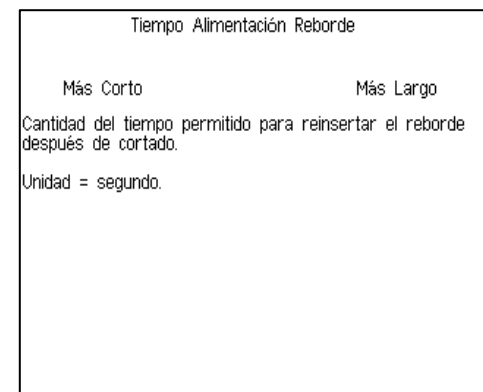 Tiempo Alimentación Reborde
Más Corto Más Largo
Cantidad del tiempo permitido para reinsertar el reborde
después de cortado.
Unidad = segundo.